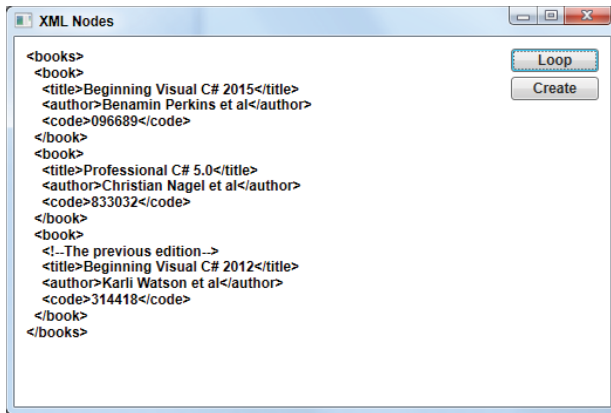 XML Nodes
<books>
<book>
<title>Beginning Visual C# 2015</title>
<author>Benamin Perkins et al</author>
<code>096689</code>
</book>
<book>
<title>Professional C# 5.0</title>
<author>Christian Nagel et al</author>
<code>833032</code>
</book>
<book>
<!--The previous edition-->
<title>Beginning Visual C# 2012</title>
<author>Karli Watson et al</author>
<code>314418</code>
</book>
</books>
Loop
Create